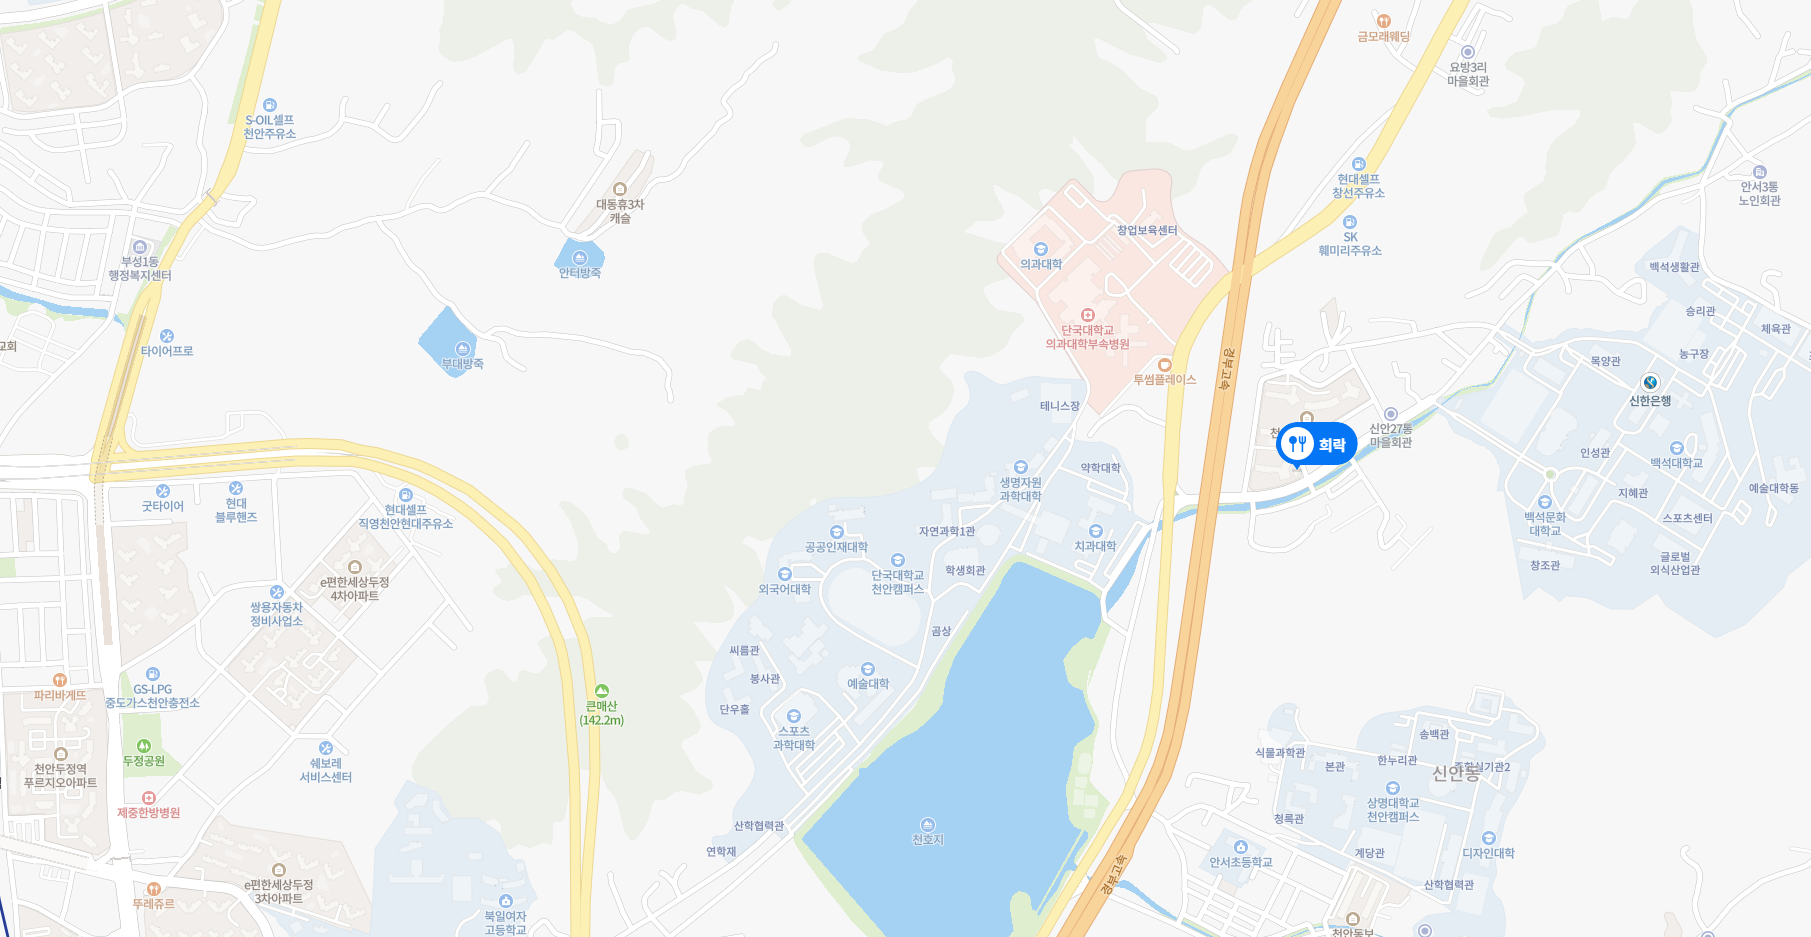 금모래웨딩
요방3리
마을회관
S-OIL셀프
천안주유소
현대셀프
창선주유소
안서3통
노인회관
대동휴3차
캐슬
창업보육센터
SK
훼미리주유소
부성1동
행정복지센터
의과대학
안터방죽
백석생활관
승리관
체육관
단국대학교
의과대학부속병원
교회
타이어프로
부대방죽
경부고속
농구장
목양관
투썸플레이스
신한은행
테니스장
신안27통
마을회관
천
희락
인성관
백석대학교
약학대학
생명자원
과학대학
예술대학동
지혜관
굿타이어
현대
블루핸즈
현대셀프
직영천안현대주유소
백석문화
대학교
스포츠센터
자연과학1관
공공인재대학
치과대학
글로벌
외식산업관
창조관
학생회관
단국대학교
천안캠퍼스
외국어대학
e편한세상두정
4차아파트
쌍용자동차
정비사업소
곰상
씨름관
봉사관
예술대학
파리바게뜨
GS-LPG
중도가스천안충전소
큰매산
(142.2m)
단우홀
스포츠
과학대학
송백관
식물과학관
한누리관
본관
종합실기관2
신안동
두정공원
천안두정역
푸르지오아파트
쉐보레
서비스센터
상명대학교
천안캠퍼스
제중한방병원
청록관
산학협력관
천호지
연학재
계당관
디자인대학
안서초등학교
경부고속
산학협력관
e편한세상두정
3차아파트
뚜레쥬르
북일여자
고등학교
천안동보